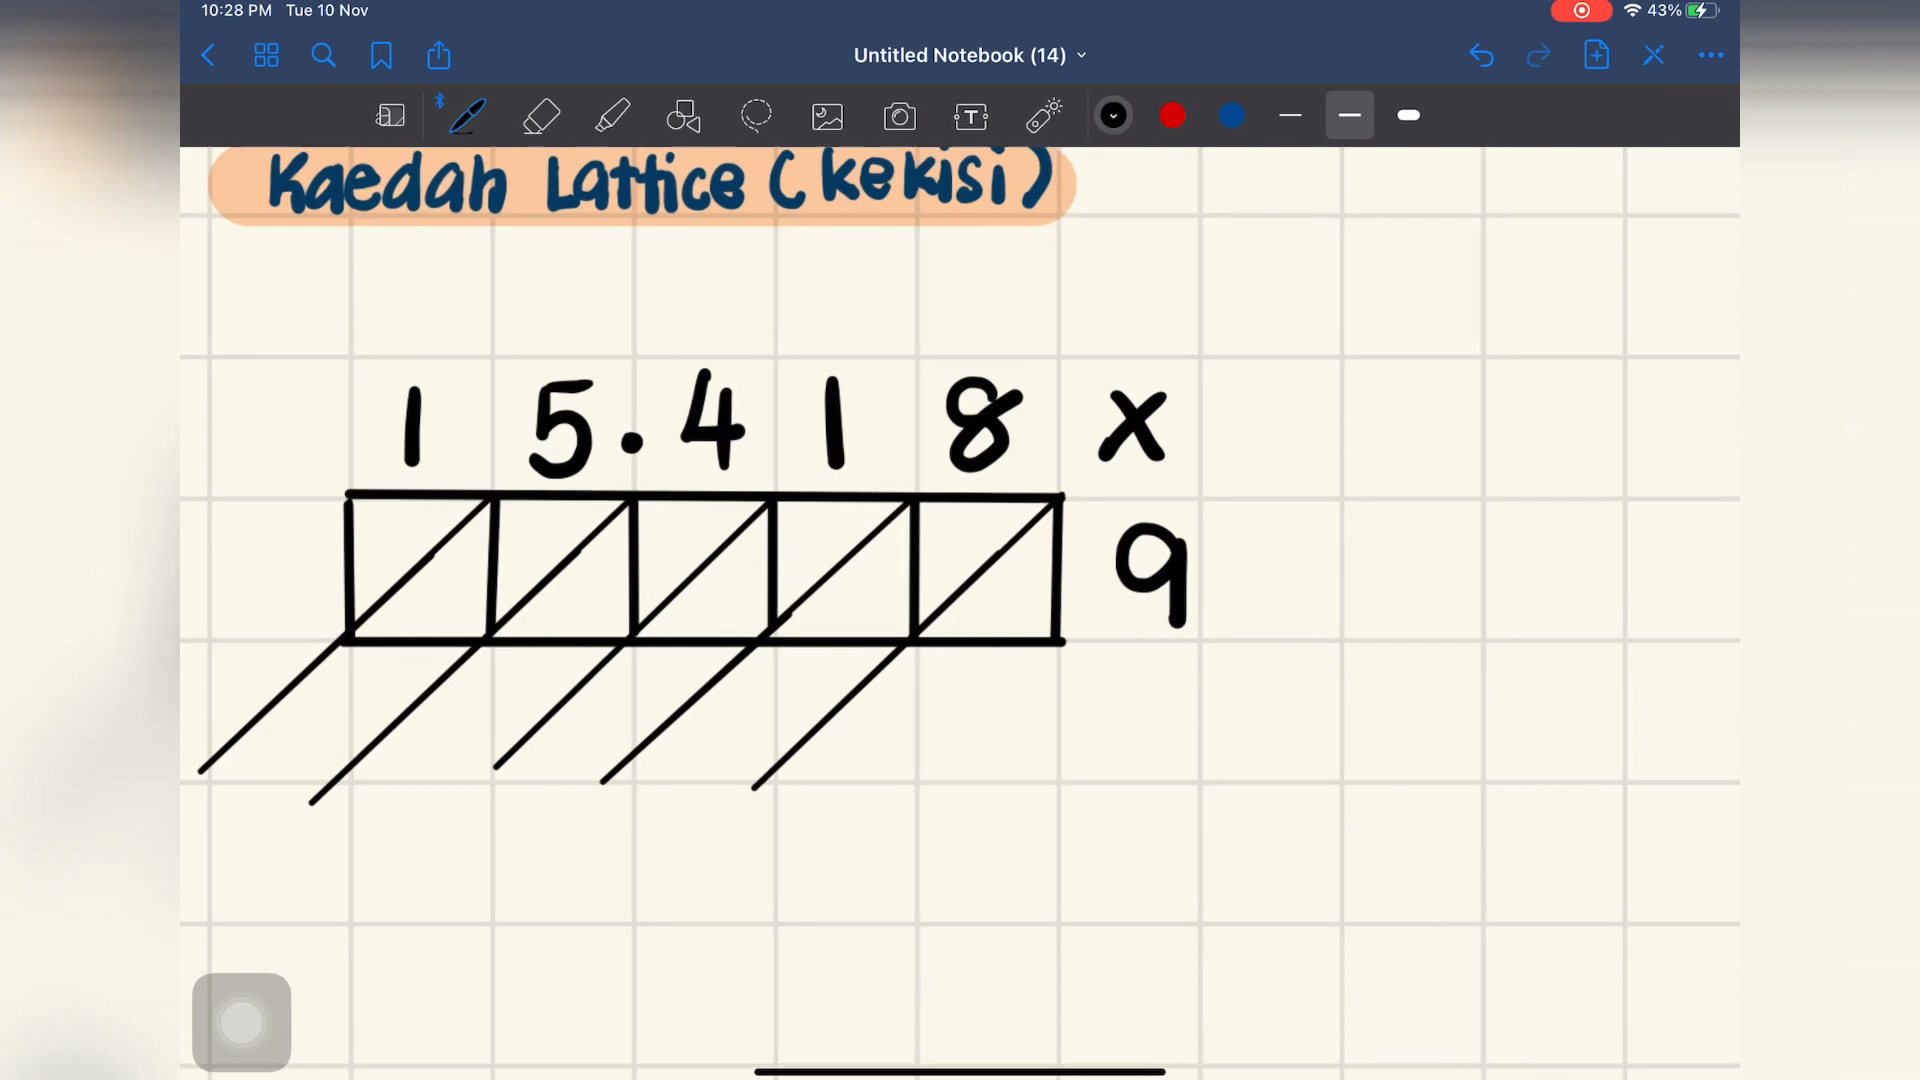 10:28 PM Tue 10 Nov 43%
Untitled Notebook (14)
T
Kaedah Lattice (kekisi)
1 5 . 4 1 8 x
9